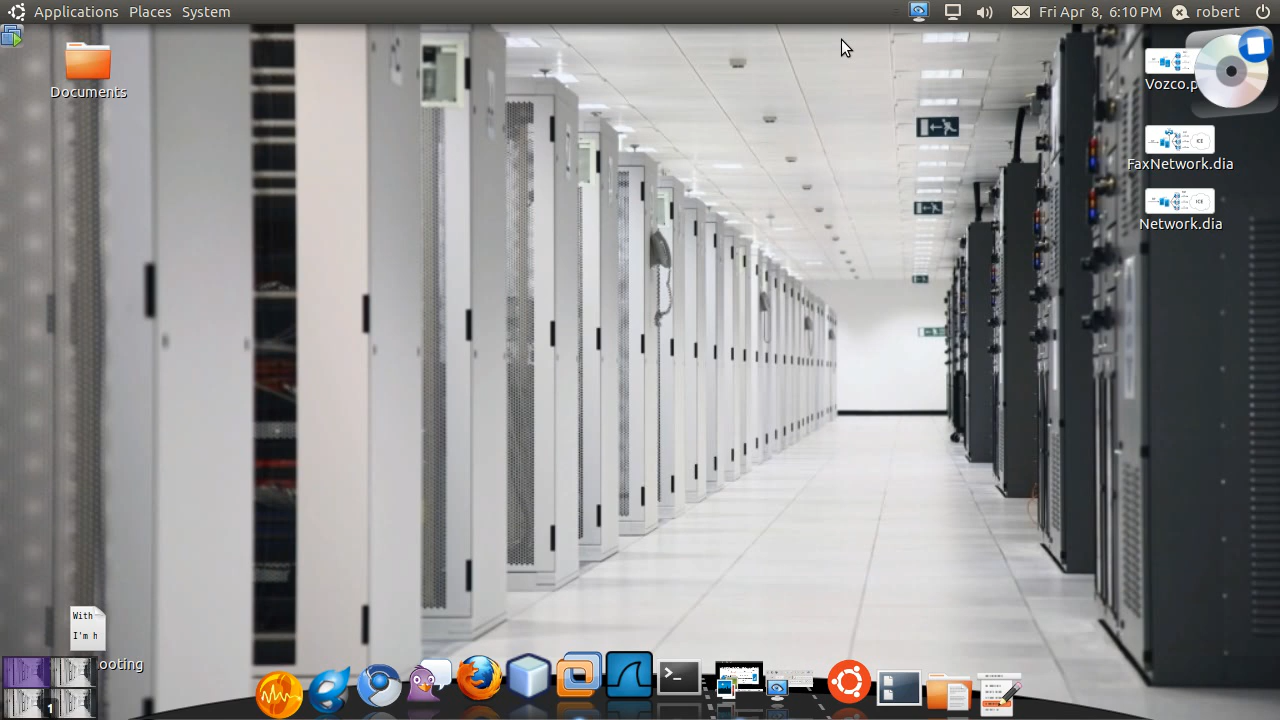 Applications Places System Fri Apr 8, 6:10 PM robert
Documents
Vozco.p
FaxNetwork.dia
Network.dia
With
I'm h
ooting
1
>_